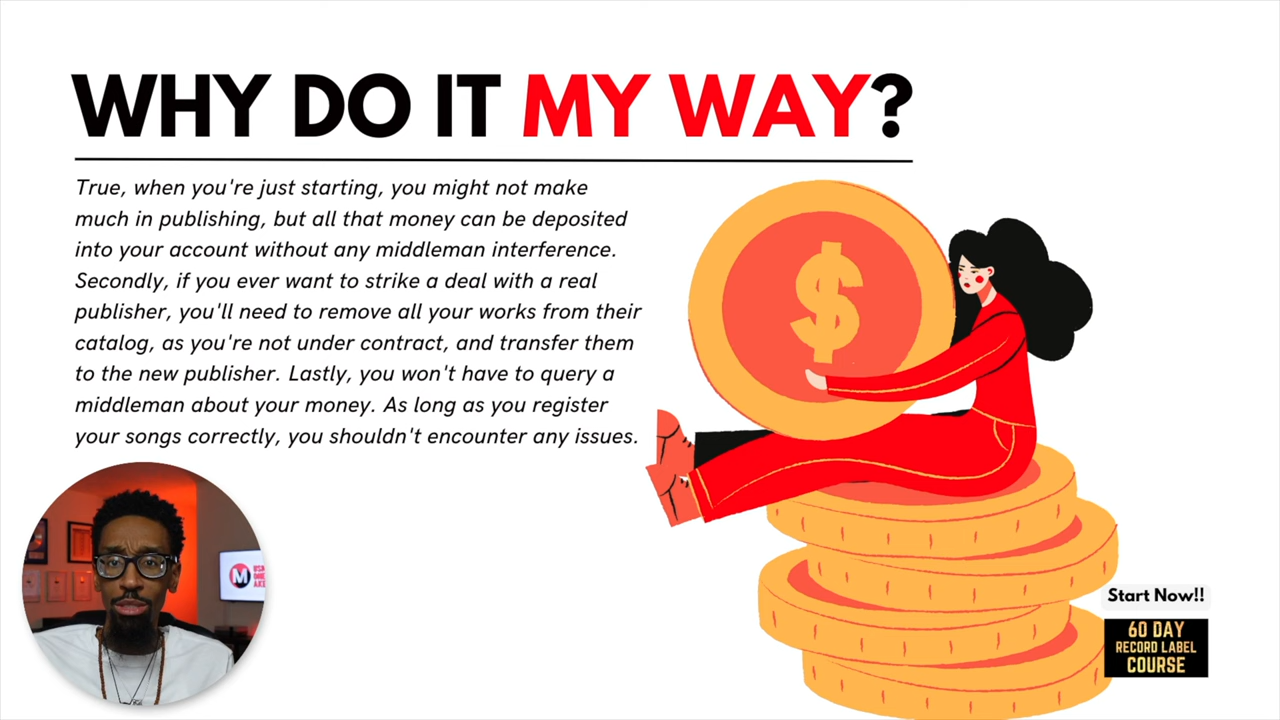 WHY DO IT MY WAY?
True, when you're just starting, you might not make
much in publishing, but all that money can be deposited
into your account without any middleman interference.
Secondly, if you ever want to strike a deal with a real
publisher, you'll need to remove all your works from their
catalog, as you're not under contract, and transfer them
to the new publisher. Lastly, you won't have to query a
middleman about your money. As long as you register
your songs correctly, you shouldn't encounter any issues.
M
Start Now!!
60 DAY
RECORD LABEL
COURSE